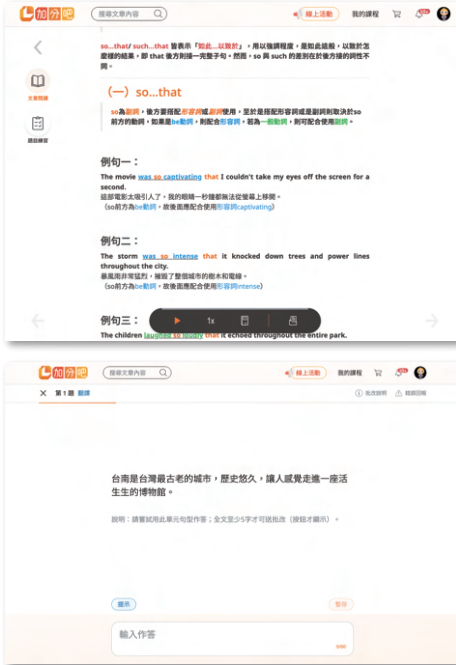 加分吧
搜尋文章內容
線上活動
我的課程
文章閱讀
題目練習
so...that/ such...that 皆表示「如此...以致於」，用以強調程度，是如此這般，以致於怎
麼樣的結果，即 that 後方則接一完整子句。然而，so 與 such 的差別在於後方接的詞性不
同。
（一）so...that
so為副詞，後方要搭配形容詞或副詞使用，至於是搭配形容詞或是副詞則取決於so
前方的動詞，如果是be動詞，則配合形容詞，若為一般動詞，則可配合使用副詞。
例句一：
The movie was so captivating that I couldn't take my eyes off the screen for a
second.
這部電影太吸引人了，我的眼睛一秒鐘都無法從螢幕上移開。
（so前方為be動詞，故後面應配合使用形容詞captivating）
例句二：
The storm was so intense that it knocked down trees and power lines
throughout the city.
暴風雨非常猛烈，摧毀了整個城市的樹木和電線。
（so前方為be動詞，故後面應配合使用形容詞intense）
例句三：
1x
The children laughed so loudly that it echoed throughout the entire park.
加分吧
搜尋文章內容
線上活動
我的課程
第 1 題 翻譯
批改說明
錯誤回報
台南是台灣最古老的城市，歷史悠久，讓人感覺走進一座活
生生的博物館。
說明：請嘗試用此單元句型作答；全文至少5字才可送批改（按鈕才顯示）。
提示
暫存
輸入作答